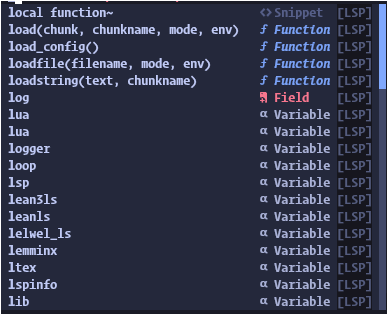 local function~ <> Snippet [LSP]
load(chunk, chunkname, mode, env) ƒ Function [LSP]
load_config() ƒ Function [LSP]
loadfile(filename, mode, env) ƒ Function [LSP]
loadstring(text, chunkname) ƒ Function [LSP]
log Field [LSP]
lua α Variable [LSP]
lua α Variable [LSP]
logger α Variable [LSP]
loop α Variable [LSP]
lsp α Variable [LSP]
lean3ls α Variable [LSP]
leanls α Variable [LSP]
lelwel_ls α Variable [LSP]
lemminx α Variable [LSP]
ltex α Variable [LSP]
lspinfo α Variable [LSP]
lib α Variable [LSP]